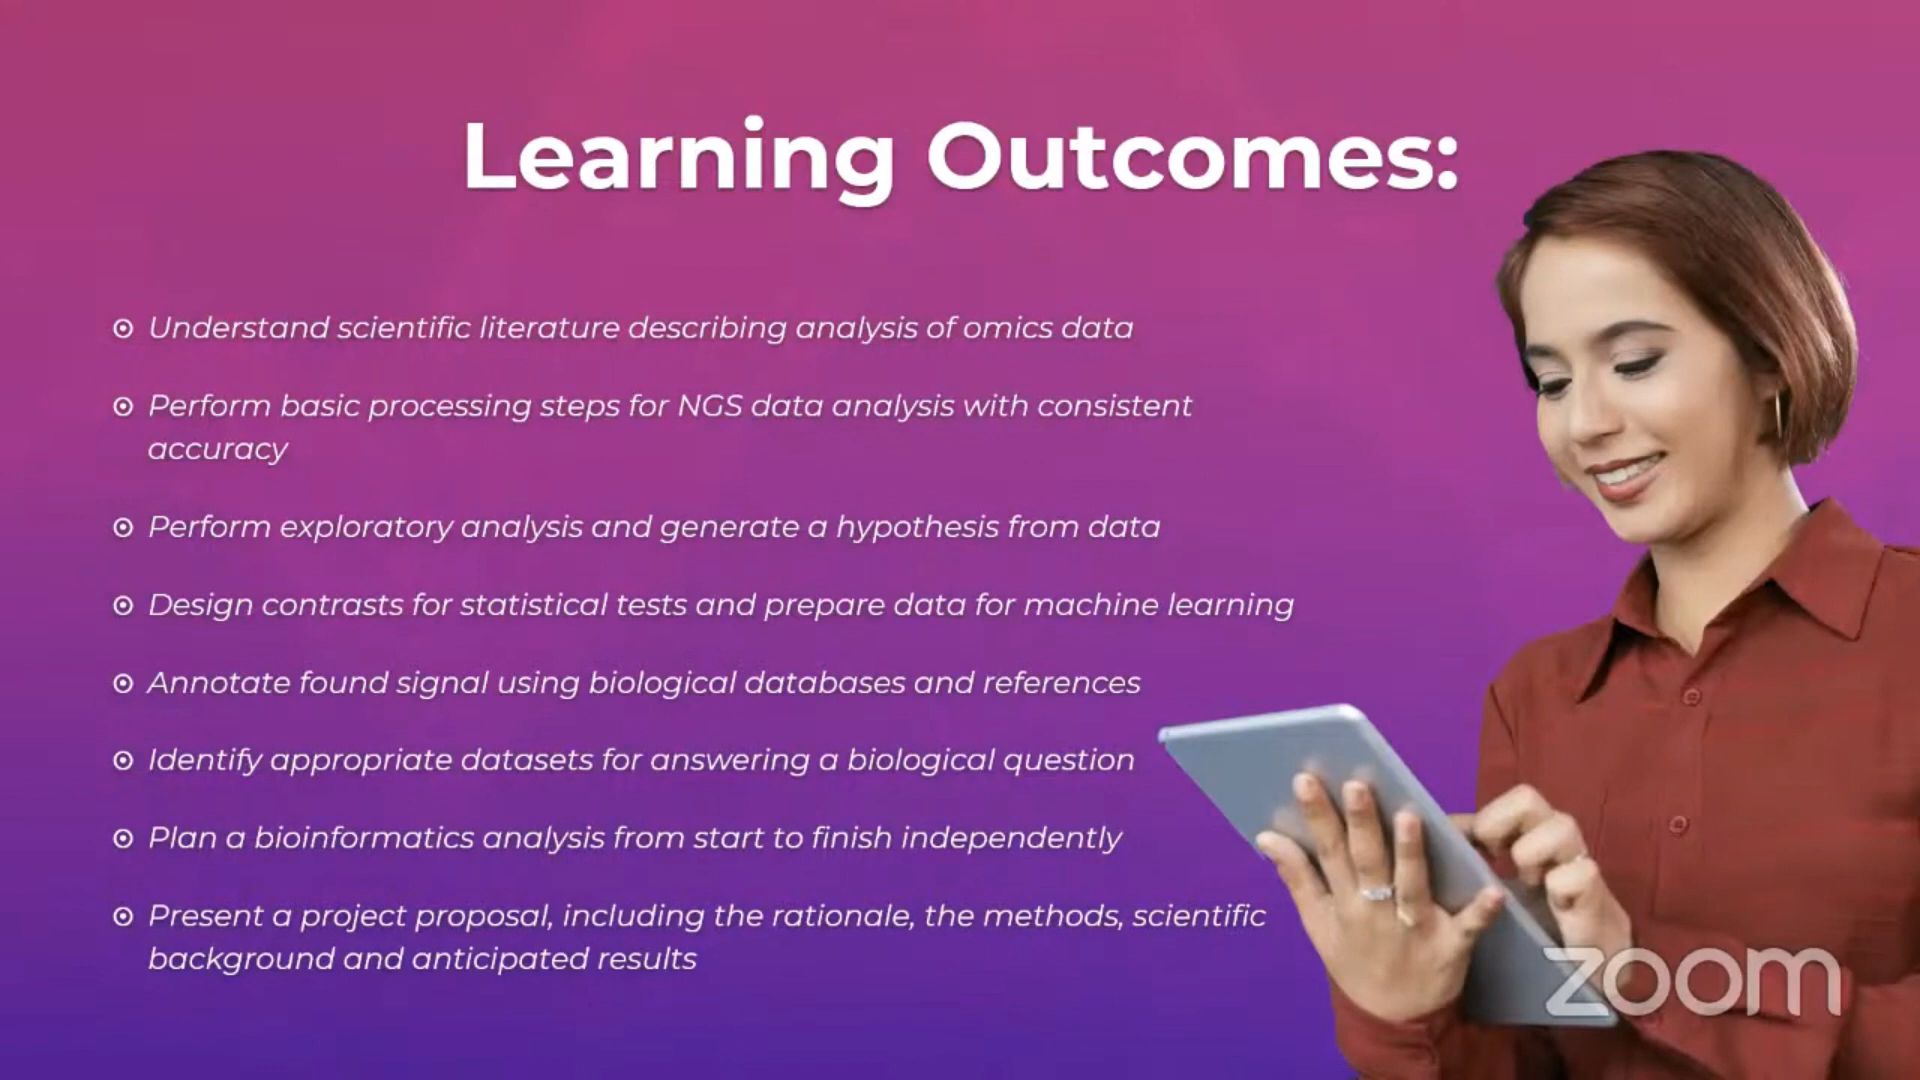 Learning Outcomes:
Understand scientific literature describing analysis of omics data
Perform basic processing steps for NGS data analysis with consistent
accuracy
Perform exploratory analysis and generate a hypothesis from data
Design contrasts for statistical tests and prepare data for machine learning
Annotate found signal using biological databases and references
Identify appropriate datasets for answering a biological question
Plan a bioinformatics analysis from start to finish independently
Present a project proposal, including the rationale, the methods, scientific
background and anticipated results
zoom